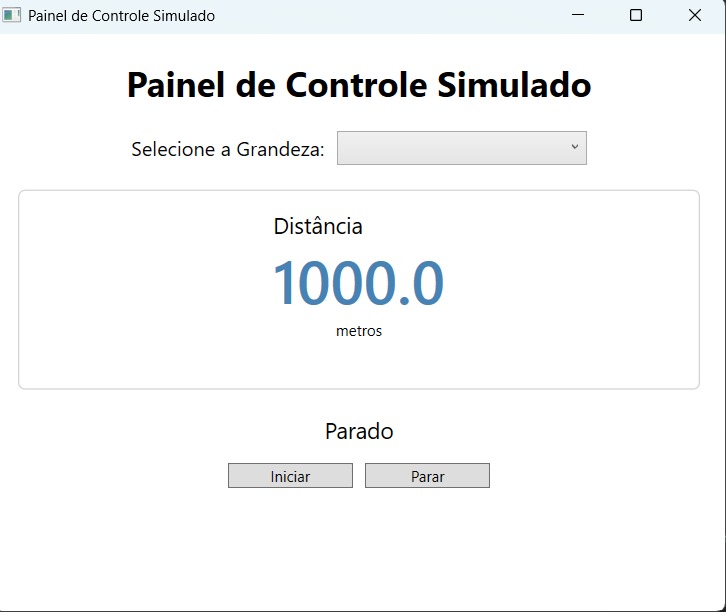 Painel de Controle Simulado
Painel de Controle Simulado
Selecione a Grandeza:
Distância
1000.0
metros
Parado
Iniciar Parar